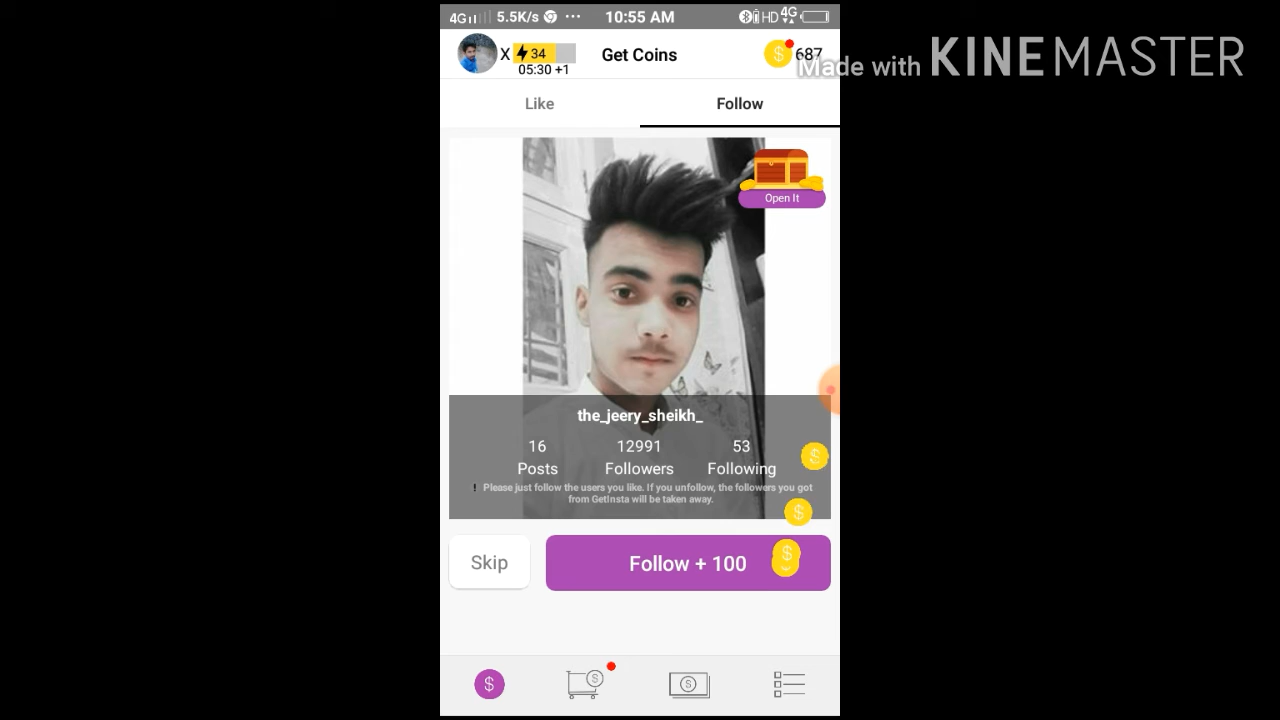 4G 5.5K/s ... 10:55 AM HD 4G
X 34 Get Coins $ 687
05:30 +1
Made with KINEMASTER
Like Follow
Open It
the_jeery_sheikh_
16 12991 53
Posts Followers Following
! Please just follow the users you like. If you unfollow, the followers you got
from GetInsta will be taken away.
Skip Follow + 100